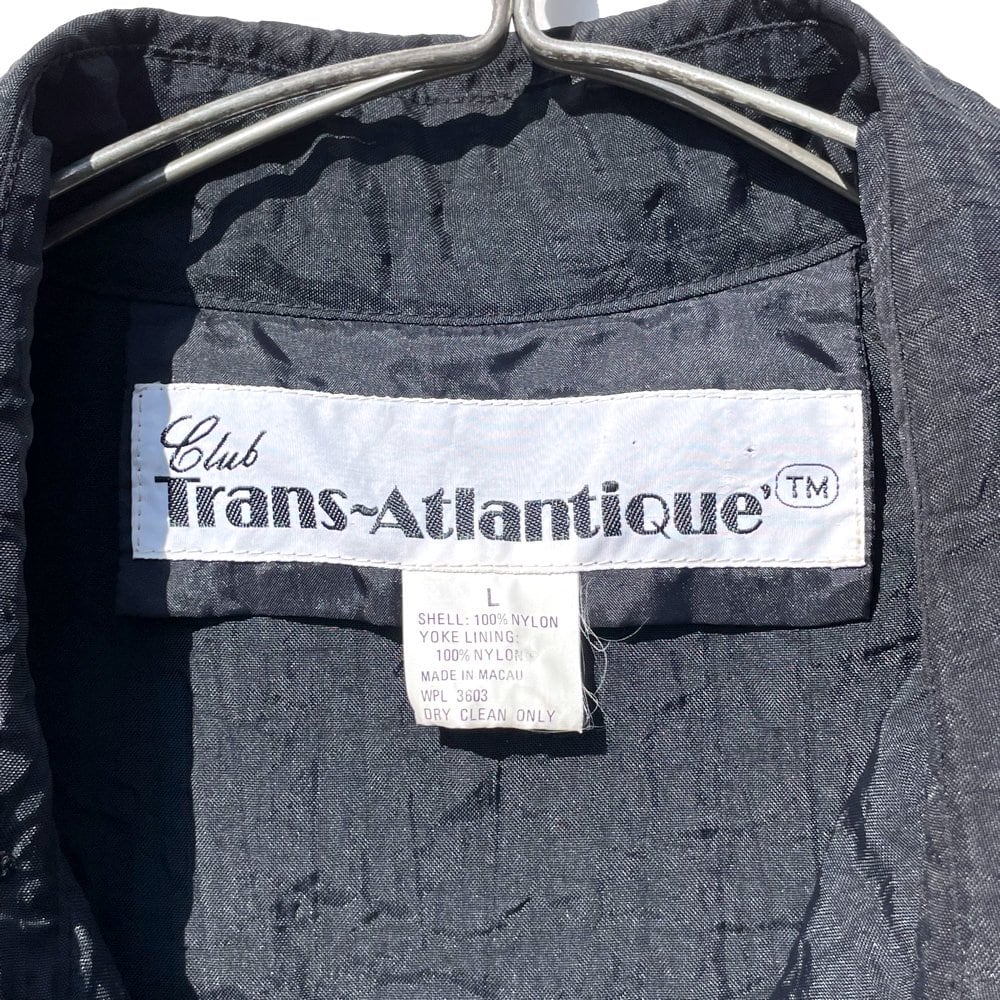 Club
Trans~Atlantique' TM
L
SHELL: 100% NYLON
YOKE LINING:
100% NYLON
MADE IN MACAU
WPL 3603
DRY CLEAN ONLY